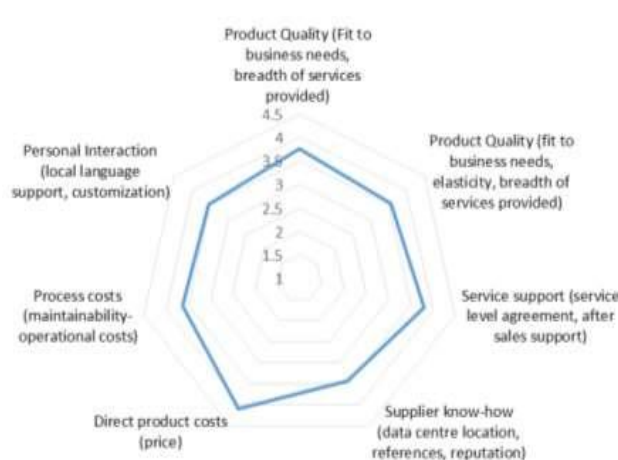 Product Quality (Fit to
business needs,
breadth of services
provided)
Product Quality (fit to
business needs,
elasticity, breadth of
services provided)
Service support (service
level agreement, after
sales support)
Supplier know-how
(data centre location,
references, reputation)
Direct product costs
(price)
Process costs
(maintainability-
operational costs)
Personal Interaction
(local language
support, customization)
4.5
4
3.5
3
2.5
2
1.5
1